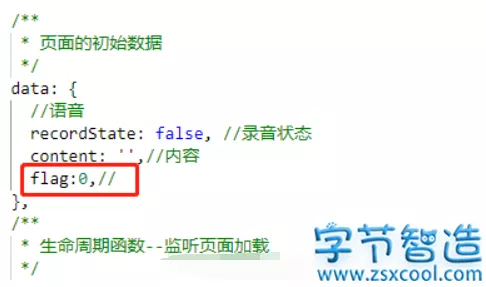 /**
* 页面的初始数据
*/
data: {
//语音
recordState: false, //录音状态
content: '',//内容
flag:0,//
},
/**
* 生命周期函数--监听页面加载
*/
字节智造
www.zsxcool.com